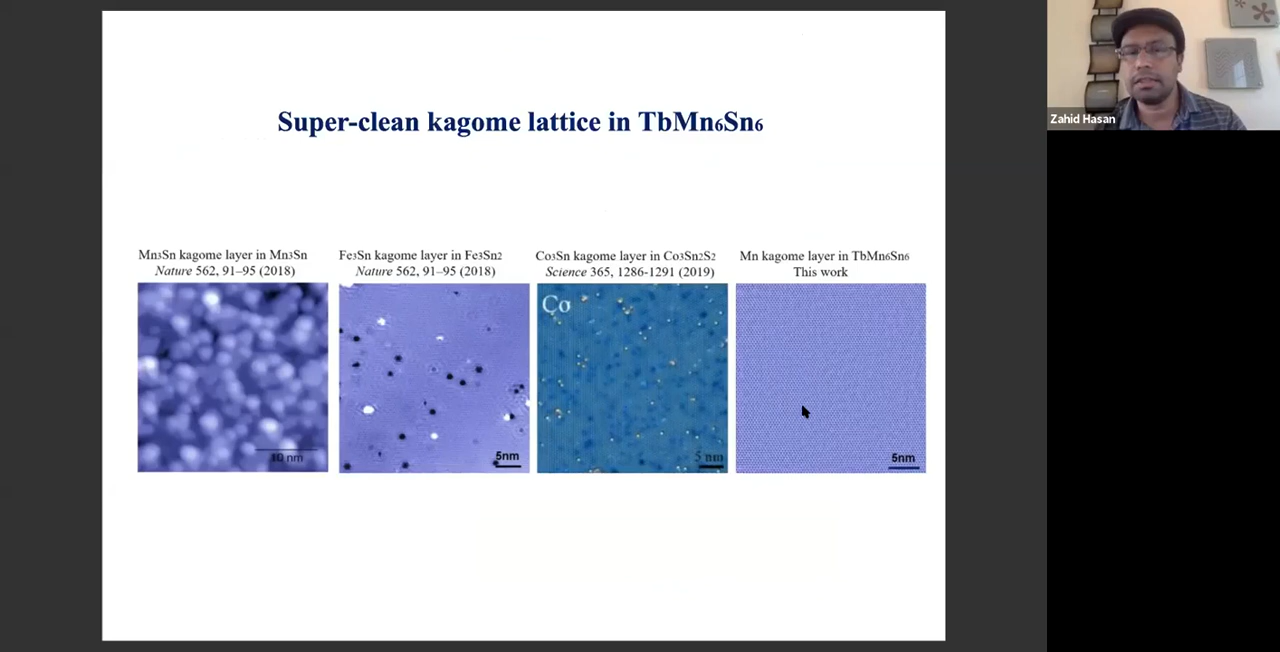 Super-clean kagome lattice in TbMn₆Sn₆
Mn₃Sn kagome layer in Mn₃Sn
Nature 562, 91–95 (2018)
Fe₃Sn kagome layer in Fe₃Sn₂
Nature 562, 91–95 (2018)
Co₃Sn kagome layer in Co₃Sn₂S₂
Science 365, 1286-1291 (2019)
Mn kagome layer in TbMn₆Sn₆
This work
Co
10 nm
5nm
5 nm
5nm
Zahid Hasan